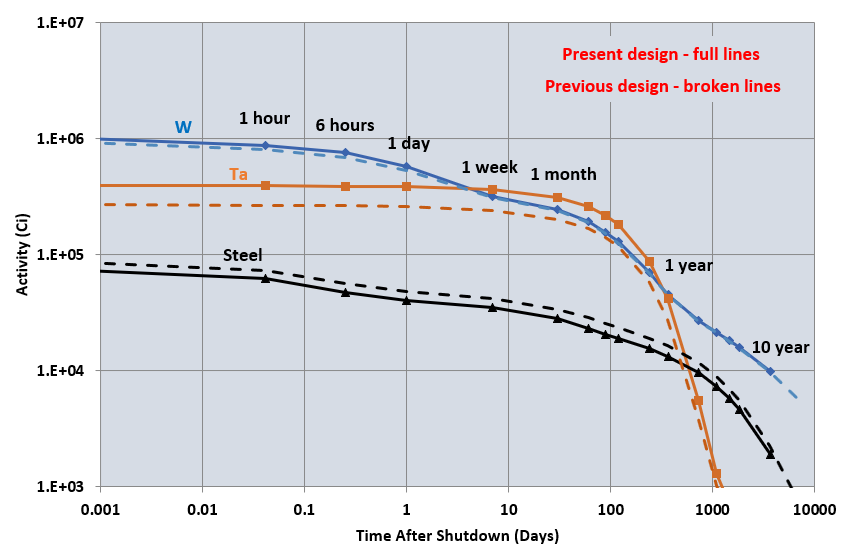 1.E+07
Present design - full lines
Previous design - broken lines
1.E+06
W
1 hour
6 hours
1 day
1 week
1 month
Ta
1.E+05
Steel
1 year
10 year
1.E+04
1.E+03
Activity (Ci)
0.001
0.01
0.1
1
10
100
1000
10000
Time After Shutdown (Days)